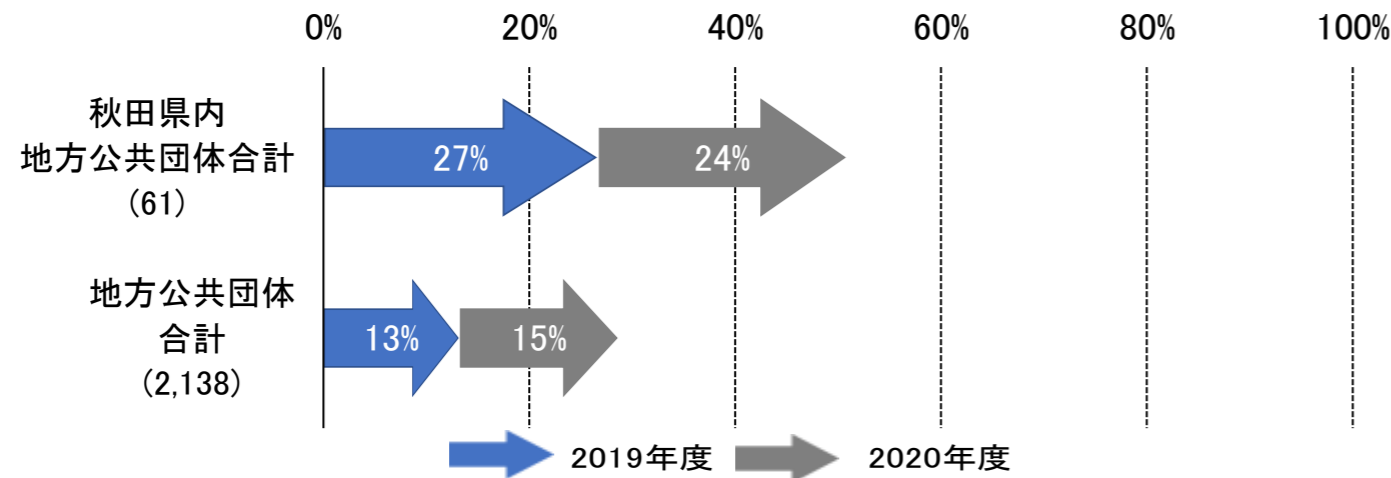 0% 20% 40% 60% 80% 100%
秋田県内
地方公共団体合計
(61)
27% 24%
地方公共団体
合計
(2,138)
13% 15%
2019年度 2020年度